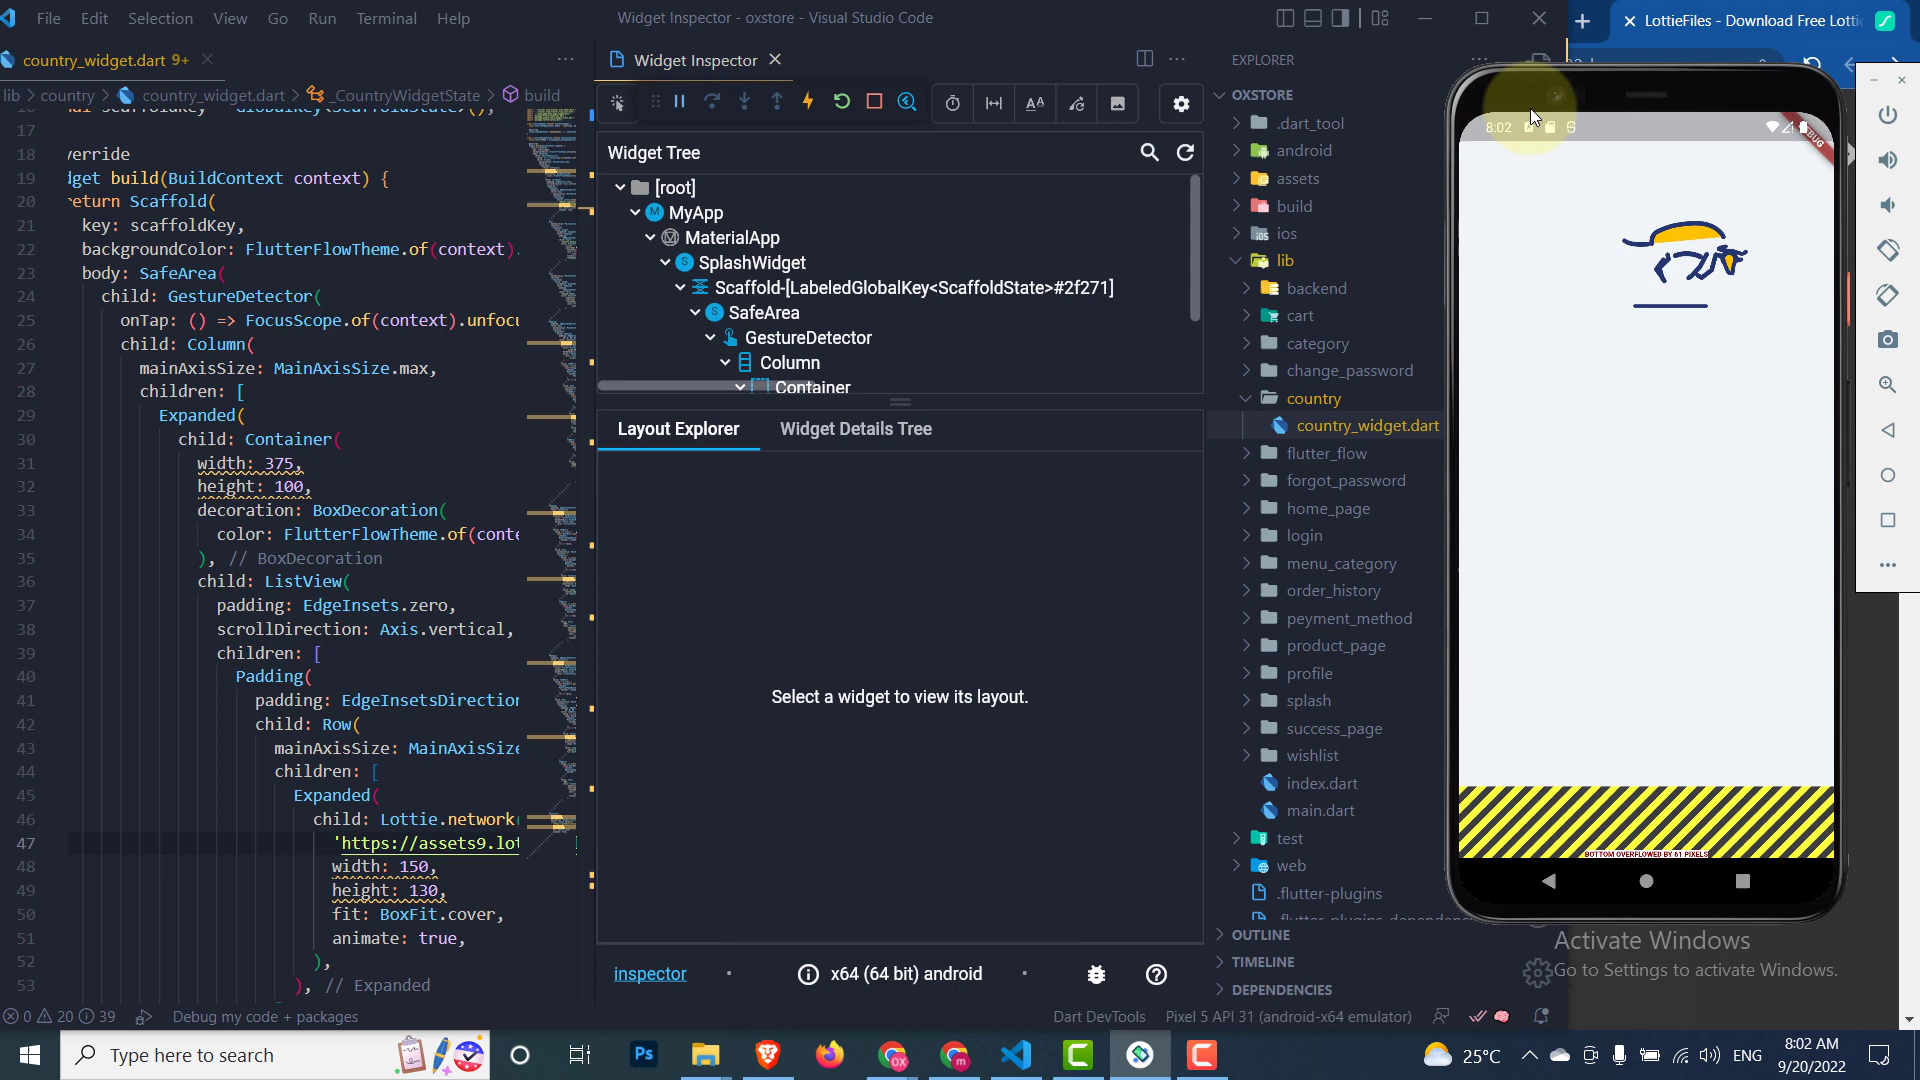 File Edit Selection View Go Run Terminal Help
Widget Inspector - oxstore - Visual Studio Code
LottieFiles - Download Free Lotti
country_widget.dart 9+
Widget Inspector
EXPLORER
lib country country_widget.dart _CountryWidgetState build
17
18 verride
19 dget build(BuildContext context) {
20 return Scaffold(
21 key: scaffoldKey,
22 backgroundColor: FlutterFlowTheme.of(context).
23 body: SafeArea(
24 child: GestureDetector(
25 onTap: () => FocusScope.of(context).unfocu
26 child: Column(
27 mainAxisSize: MainAxisSize.max,
28 children: [
29 Expanded(
30 child: Container(
31 width: 375,
32 height: 100,
33 decoration: BoxDecoration(
34 color: FlutterFlowTheme.of(conte
35 ), // BoxDecoration
36 child: ListView(
37 padding: EdgeInsets.zero,
38 scrollDirection: Axis.vertical,
39 children: [
40 Padding(
41 padding: EdgeInsetsDirection
42 child: Row(
43 mainAxisSize: MainAxisSize
44 children: [
45 Expanded(
46 child: Lottie.network(
47 'https://assets9.lot
48 width: 150,
49 height: 130,
50 fit: BoxFit.cover,
51 animate: true,
52 ),
53 ), // Expanded
Widget Tree
[root]
MyApp
MaterialApp
SplashWidget
Scaffold-[LabeledGlobalKey<ScaffoldState>#2f271]
SafeArea
GestureDetector
Column
Container
Layout Explorer Widget Details Tree
Select a widget to view its layout.
inspector
x64 (64 bit) android
OXSTORE
.dart_tool
android
assets
build
ios
lib
backend
cart
category
change_password
country
country_widget.dart
flutter_flow
forgot_password
home_page
login
menu_category
order_history
peyment_method
product_page
profile
splash
success_page
wishlist
index.dart
main.dart
test
web
.flutter-plugins
.flutter-plugins-dependenc
OUTLINE
TIMELINE
DEPENDENCIES
8:02
BOTTOM OVERFLOWED BY 61 PIXELS
Activate Windows
Go to Settings to activate Windows.
0 20 39 Debug my code + packages
Dart DevTools Pixel 5 API 31 (android-x64 emulator)
Type here to search
Ps
25°C
ENG
8:02 AM
9/20/2022